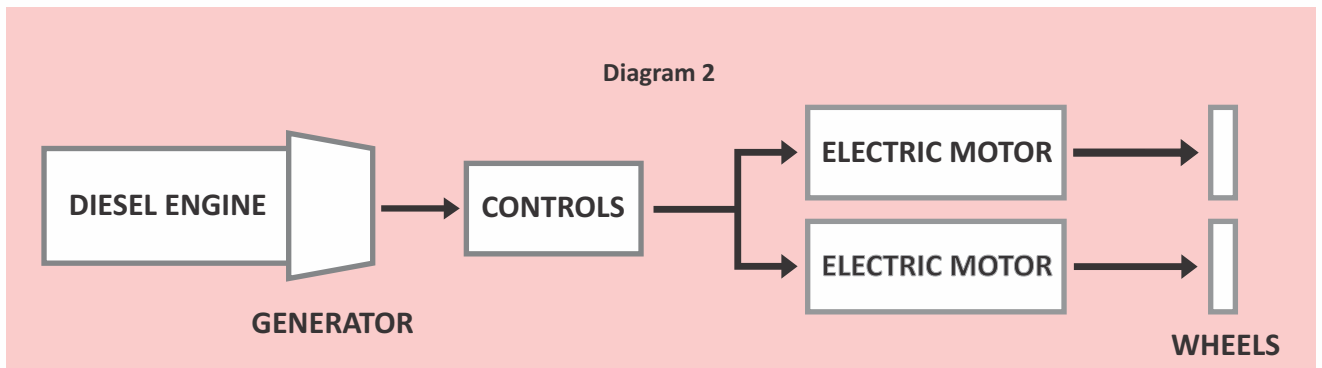 Diagram 2
DIESEL ENGINE
GENERATOR
CONTROLS
ELECTRIC MOTOR
ELECTRIC MOTOR
WHEELS